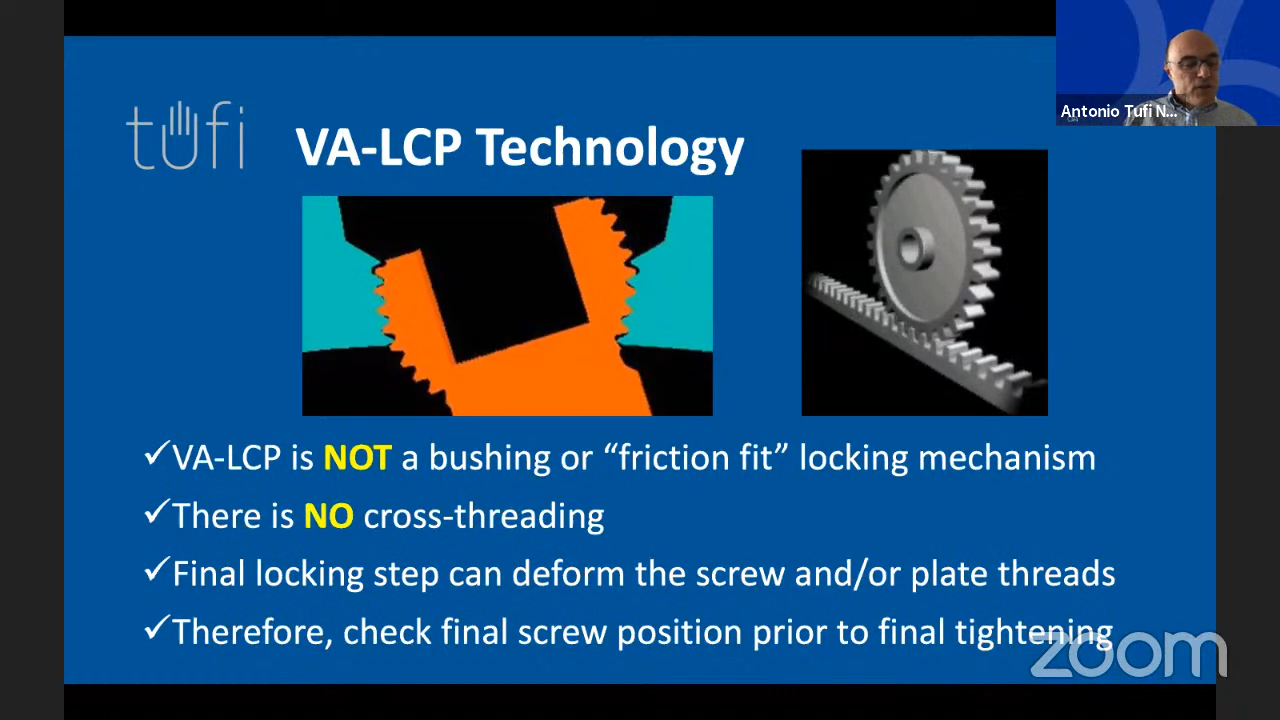 Antonio Tufi N...
tufi
VA-LCP Technology
✓VA-LCP is NOT a bushing or “friction fit” locking mechanism
✓There is NO cross-threading
✓Final locking step can deform the screw and/or plate threads
✓Therefore, check final screw position prior to final tightening
zoom